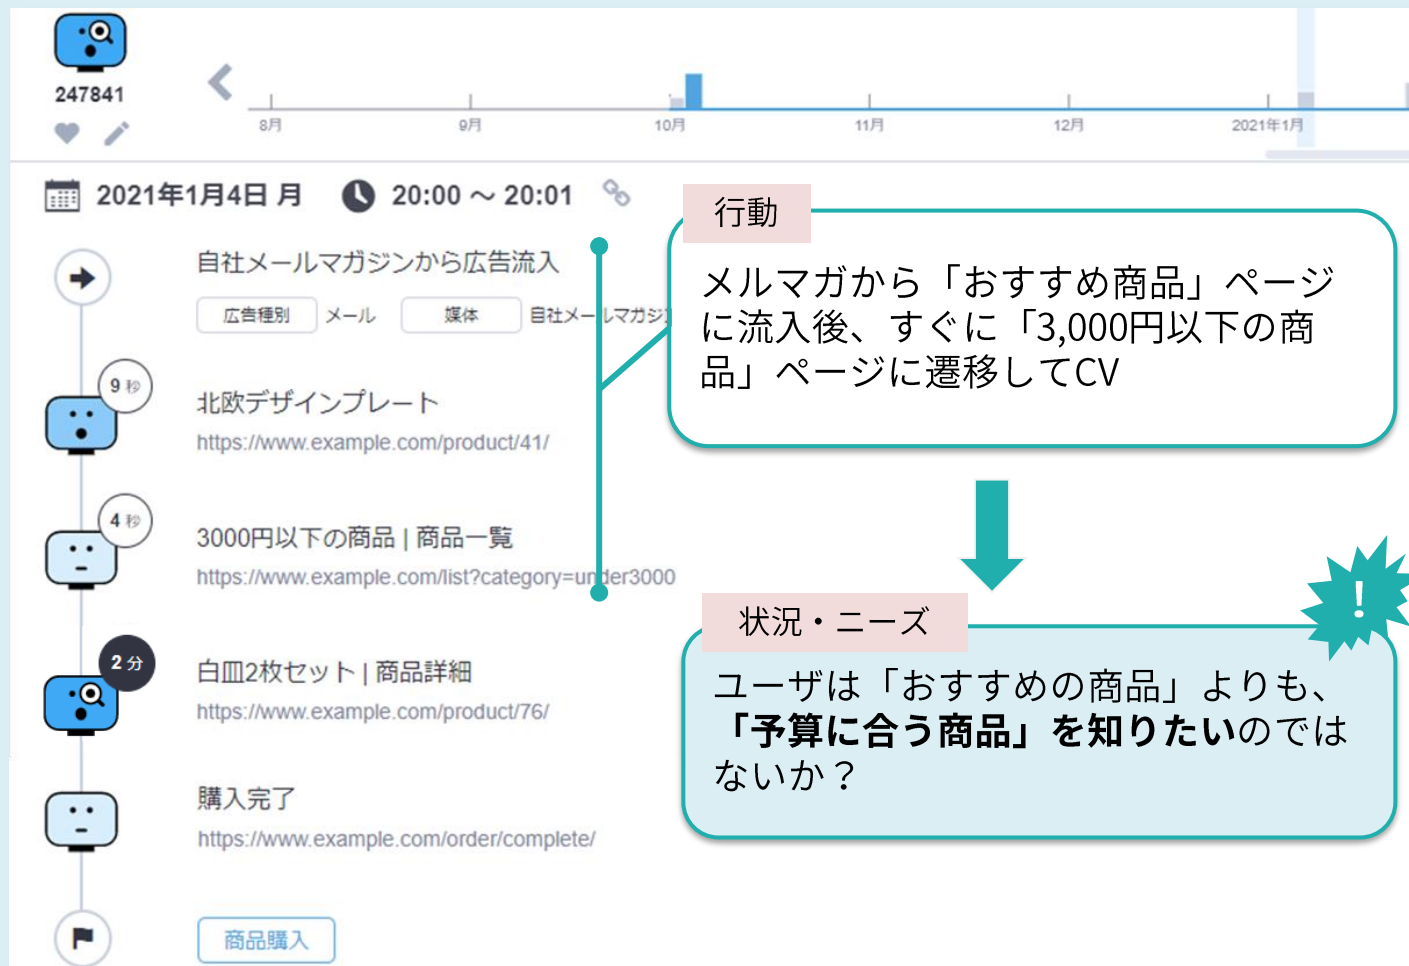 247841
8月
9月
10月
11月
12月
2021年1月
2021年1月4日 月
20:00 ～ 20:01
自社メールマガジンから広告流入
広告種別
メール
媒体
自社メールマガジン
9 秒
北欧デザインプレート
https://www.example.com/product/41/
4 秒
3000円以下の商品 | 商品一覧
https://www.example.com/list?category=under3000
2 分
白皿2枚セット | 商品詳細
https://www.example.com/product/76/
購入完了
https://www.example.com/order/complete/
商品購入
行動
メルマガから「おすすめ商品」ページ
に流入後、すぐに「3,000円以下の商
品」ページに遷移してCV
!
状況・ニーズ
ユーザは「おすすめの商品」よりも、
「予算に合う商品」を知りたいのでは
ないか？